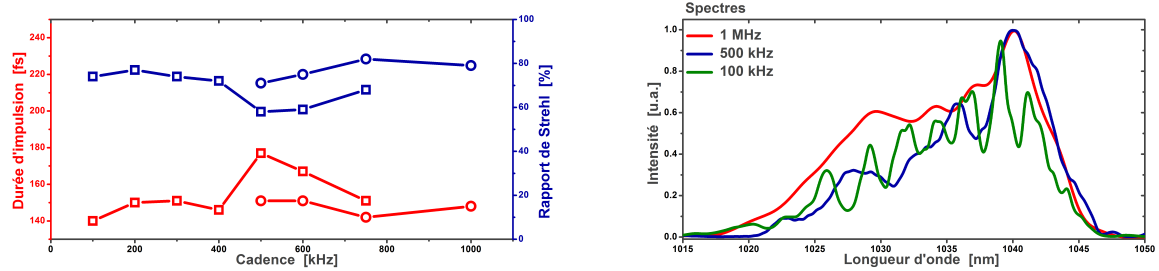 Durée d'impulsion [fs]
240
220
200
180
160
140
0 200 400 600 800 1000
Cadence [kHz]
100
80
60
40
20
0
Rapport de Strehl [%]
Spectres
1 MHz
500 kHz
100 kHz
Intensité [u.a.]
1.0
0.8
0.6
0.4
0.2
0.0
1015 1020 1025 1030 1035 1040 1045 1050
Longueur d'onde [nm]